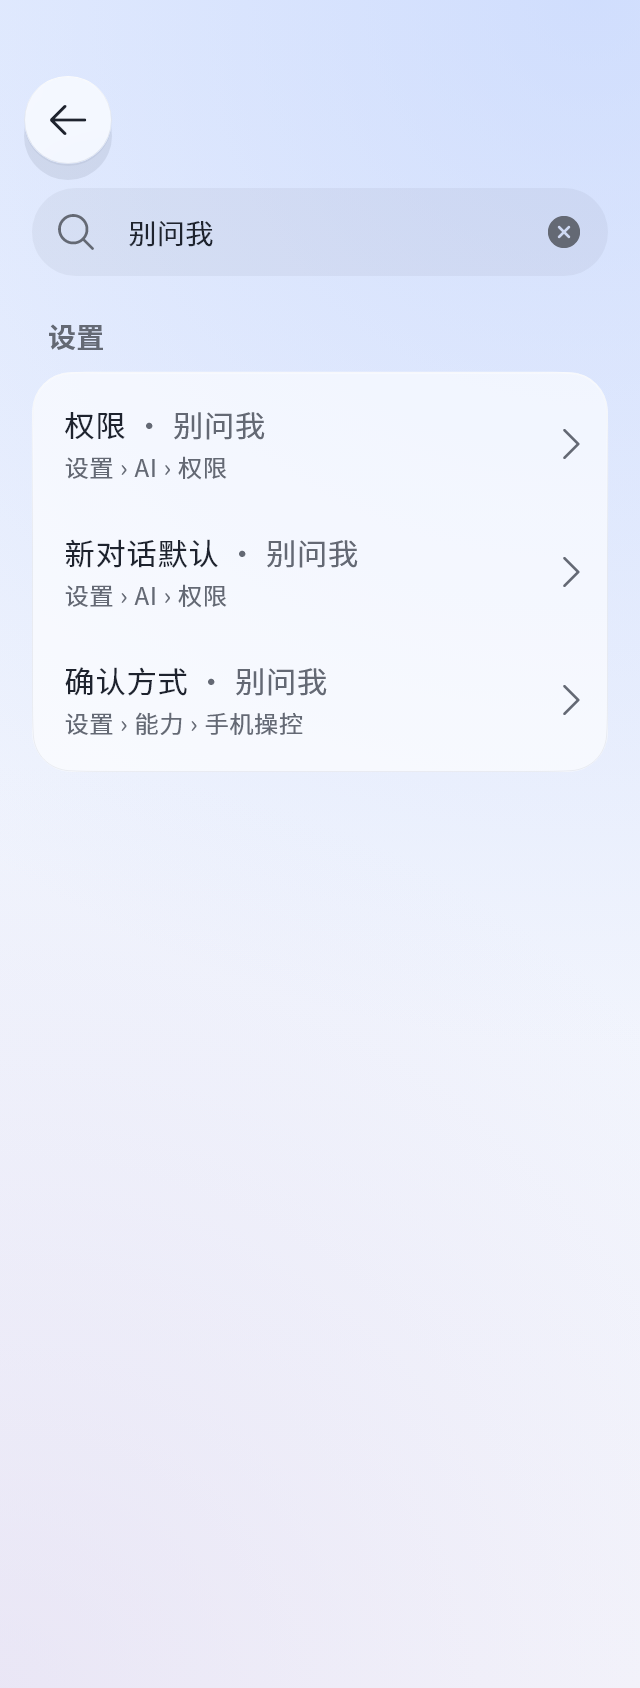 别问我
设置
权限 · 别问我
设置 › AI › 权限
新对话默认 · 别问我
设置 › AI › 权限
确认方式 · 别问我
设置 › 能力 › 手机操控